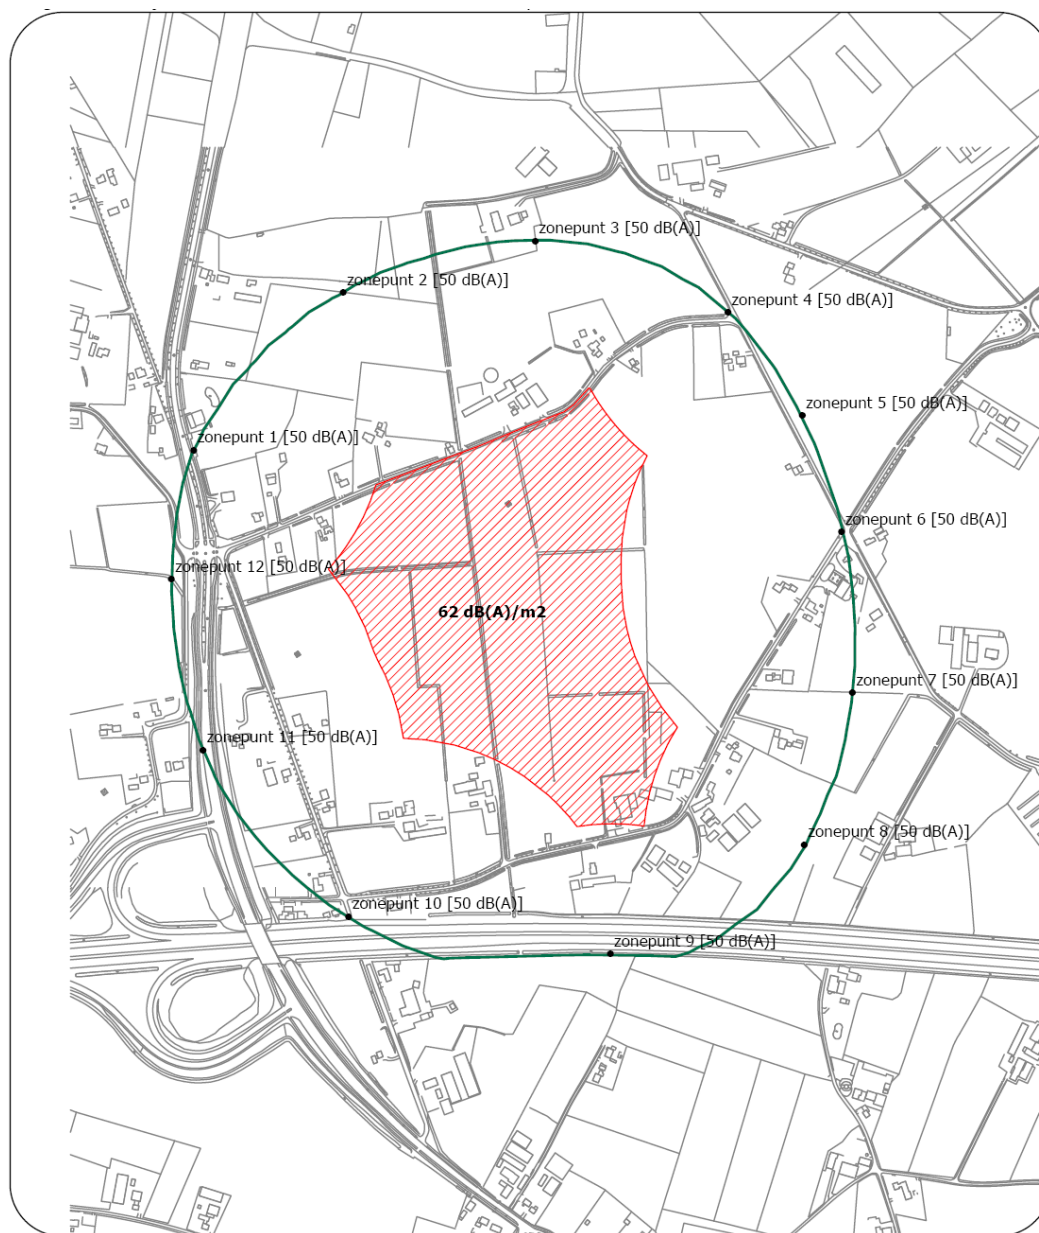 zonepunt 3 [50 dB(A)]
zonepunt 2 [50 dB(A)]
zonepunt 4 [50 dB(A)]
zonepunt 5 [50 dB(A)]
zonepunt 1 [50 dB(A)]
zonepunt 6 [50 dB(A)]
zonepunt 12 [50 dB(A)]
62 dB(A)/m2
zonepunt 7 [50 dB(A)]
zonepunt 11 [50 dB(A)]
zonepunt 8 [50 dB(A)]
zonepunt 10 [50 dB(A)]
zonepunt 9 [50 dB(A)]